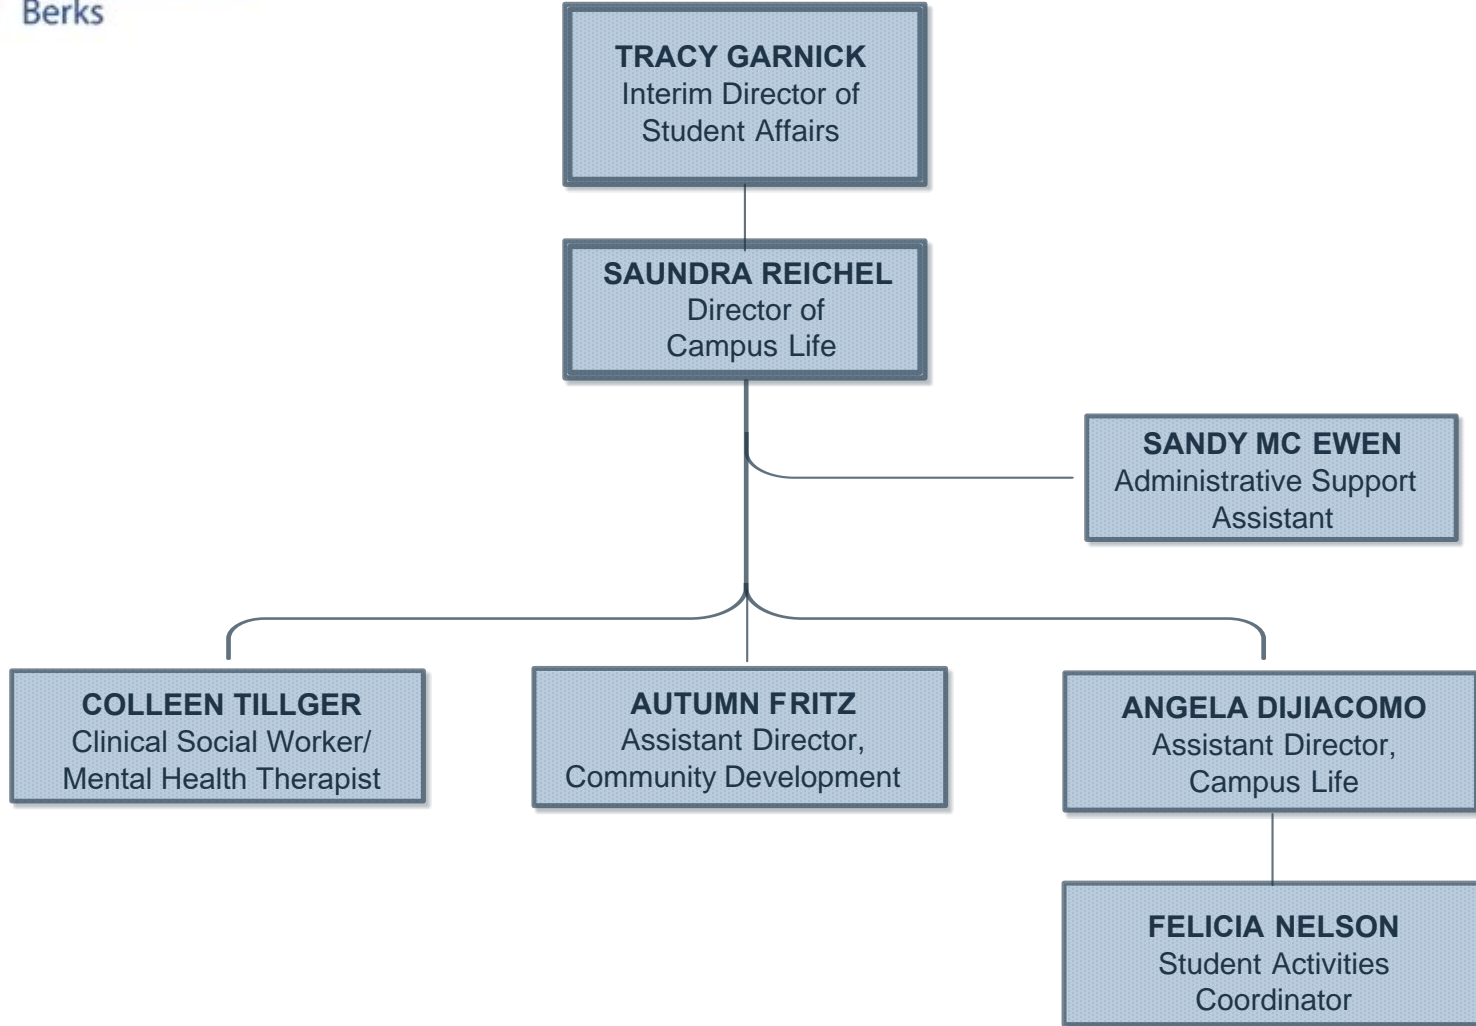 Berks
TRACY GARNICK
Interim Director of
Student Affairs
SAUNDRA REICHEL
Director of
Campus Life
SANDY MC EWEN
Administrative Support
Assistant
COLLEEN TILLGER
Clinical Social Worker/
Mental Health Therapist
AUTUMN FRITZ
Assistant Director,
Community Development
ANGELA DIJIACOMO
Assistant Director,
Campus Life
FELICIA NELSON
Student Activities
Coordinator